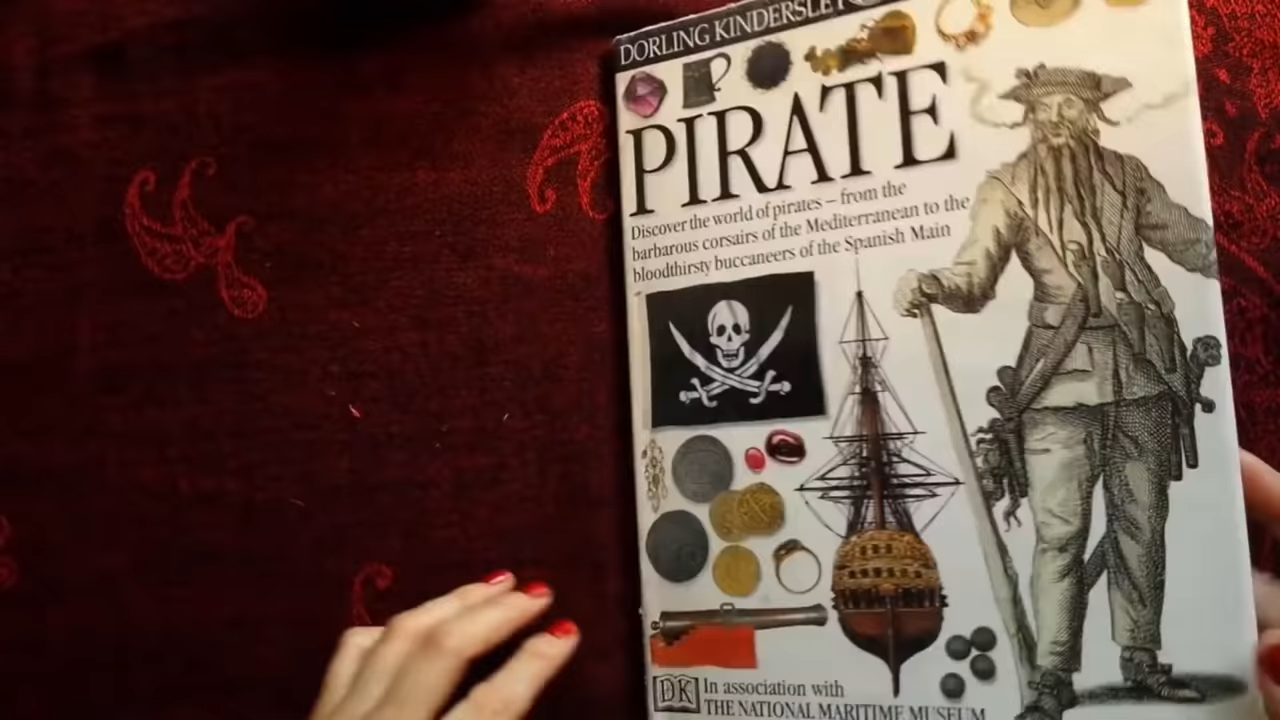 DORLING KINDERSLEY
PIRATE
Discover the world of pirates – from the
barbarous corsairs of the Mediterranean to the
bloodthirsty buccaneers of the Spanish Main
DK
In association with
THE NATIONAL MARITIME MUSEUM